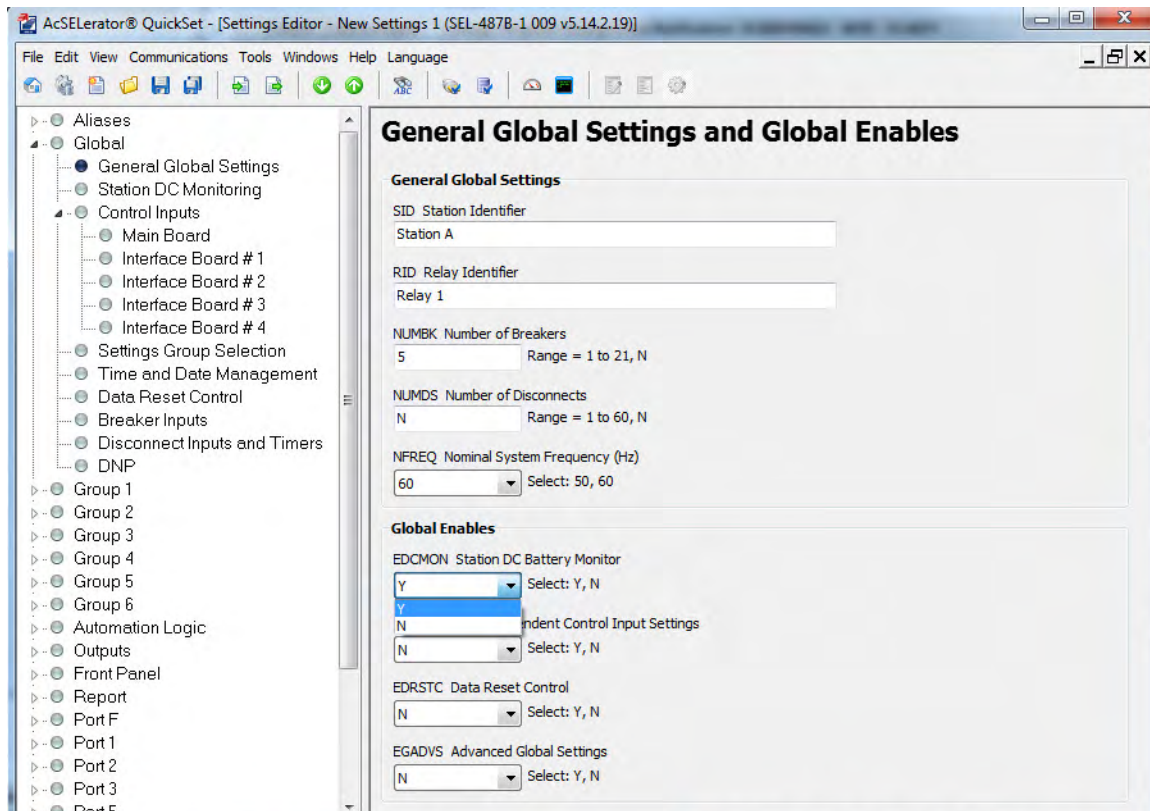 AcSELerator® QuickSet - [Settings Editor - New Settings 1 (SEL-487B-1 009 v5.14.2.19)]
File Edit View Communications Tools Windows Help Language
Aliases
Global
General Global Settings
Station DC Monitoring
Control Inputs
Main Board
Interface Board # 1
Interface Board # 2
Interface Board # 3
Interface Board # 4
Settings Group Selection
Time and Date Management
Data Reset Control
Breaker Inputs
Disconnect Inputs and Timers
DNP
Group 1
Group 2
Group 3
Group 4
Group 5
Group 6
Automation Logic
Outputs
Front Panel
Report
Port F
Port 1
Port 2
Port 3
General Global Settings and Global Enables
General Global Settings
SID Station Identifier
Station A
RID Relay Identifier
Relay 1
NUMBK Number of Breakers
5 Range = 1 to 21, N
NUMDS Number of Disconnects
N Range = 1 to 60, N
NFREQ Nominal System Frequency (Hz)
60 Select: 50, 60
Global Enables
EDCMON Station DC Battery Monitor
Y Select: Y, N
Y
N ndent Control Input Settings
N Select: Y, N
EDRSTC Data Reset Control
N Select: Y, N
EGADVS Advanced Global Settings
N Select: Y, N